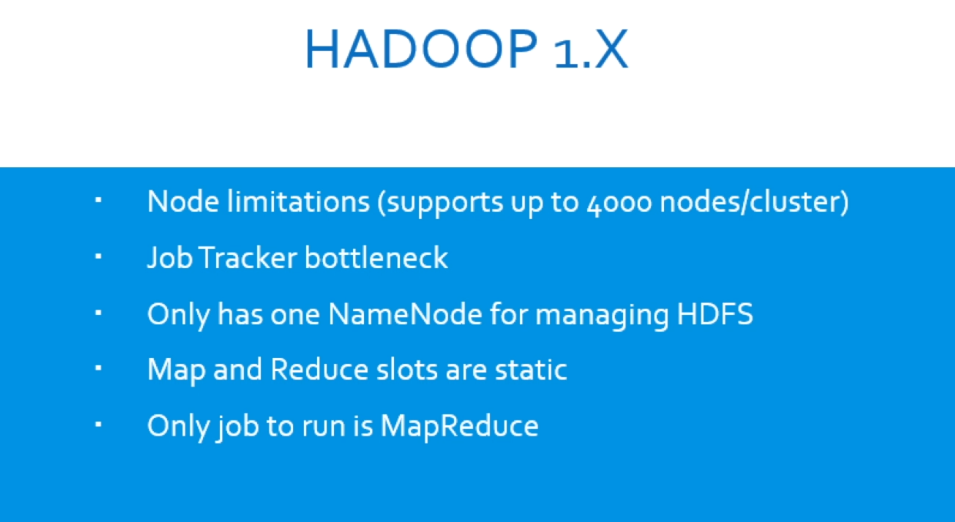 HADOOP 1.X
▪ Node limitations (supports up to 4000 nodes/cluster)
▪ Job Tracker bottleneck
▪ Only has one NameNode for managing HDFS
▪ Map and Reduce slots are static
▪ Only job to run is MapReduce